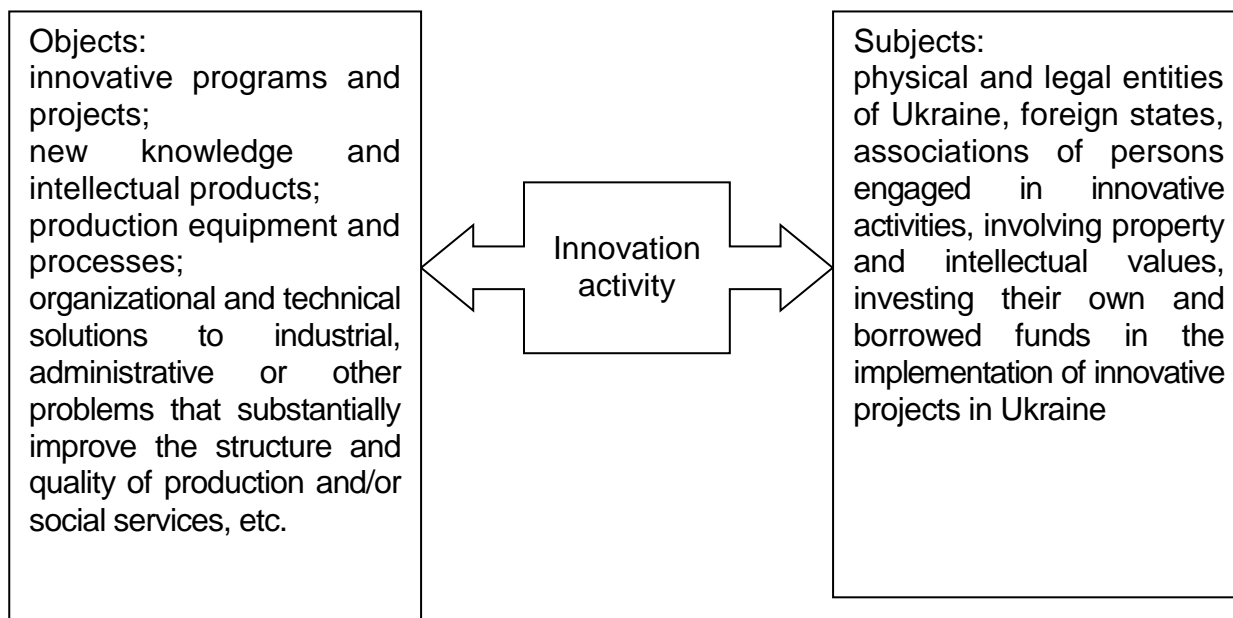 Objects:
innovative programs and
projects;
new knowledge and
intellectual products;
production equipment and
processes;
organizational and technical
solutions to industrial,
administrative or other
problems that substantially
improve the structure and
quality of production and/or
social services, etc.
Innovation
activity
Subjects:
physical and legal entities
of Ukraine, foreign states,
associations of persons
engaged in innovative
activities, involving property
and intellectual values,
investing their own and
borrowed funds in the
implementation of innovative
projects in Ukraine